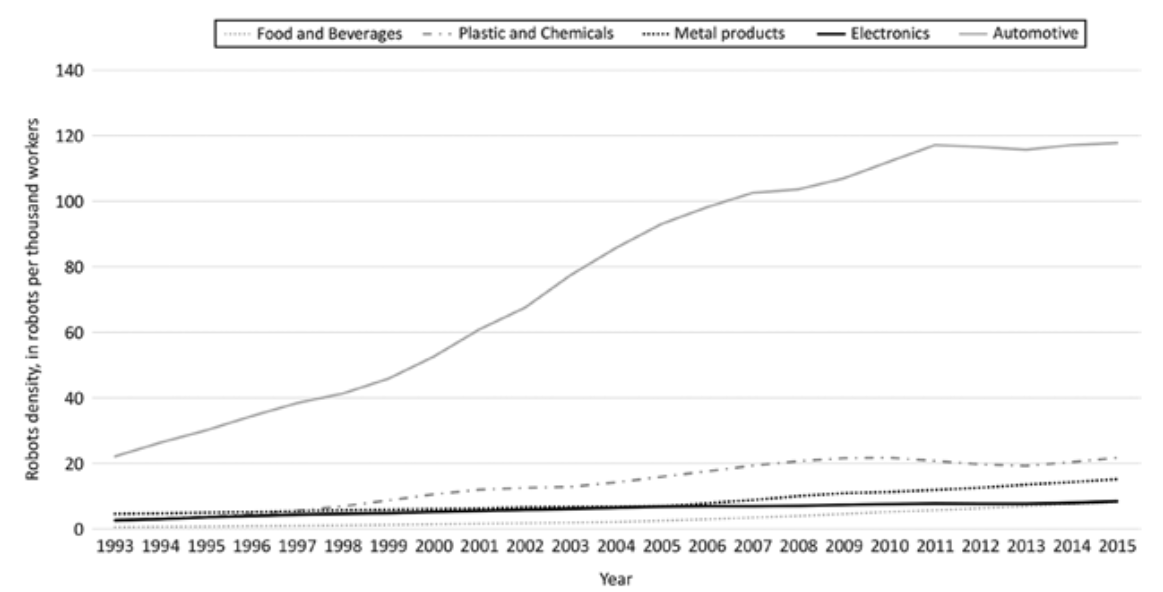 Food and Beverages Plastic and Chemicals Metal products Electronics Automotive
140
120
100
80
60
40
20
0
Robots density, in robots per thousand workers
1993 1994 1995 1996 1997 1998 1999 2000 2001 2002 2003 2004 2005 2006 2007 2008 2009 2010 2011 2012 2013 2014 2015
Year